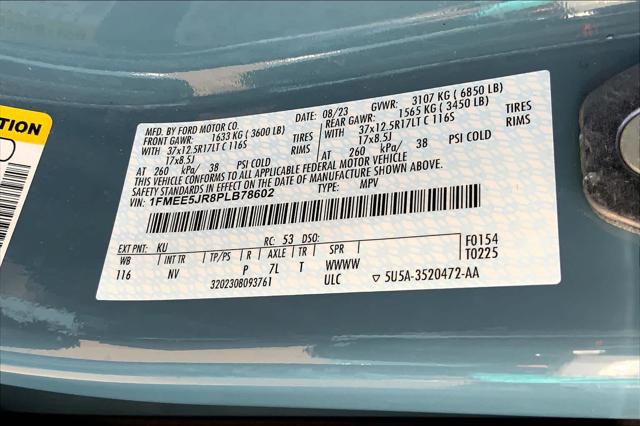 TION
MFD. BY FORD MOTOR CO.
DATE: 08/23 GVWR: 3107 KG ( 6850 LB)
FRONT GAWR: 1633 KG ( 3600 LB) REAR GAWR: 1565 KG ( 3450 LB)
WITH 37x12.5R17LT C 116S TIRES 37x12.5R17LT C 116S TIRES
17x8.5J RIMS 17x8.5J RIMS
AT 260 kPa/ 38 PSI COLD AT 260 kPa/ 38 PSI COLD
THIS VEHICLE CONFORMS TO ALL APPLICABLE FEDERAL MOTOR VEHICLE
SAFETY STANDARDS IN EFFECT ON THE DATE OF MANUFACTURE SHOWN ABOVE.
VIN: 1FMEE5JR8PLB78602 TYPE: MPV
EXT PNT: KU RC: 53 DSO: F0154
WB INT TR TP/PS R AXLE TR SPR T0225
116 NV P 7L T WWWW
320230809376​1 ULC 5U5A-3520472-AA